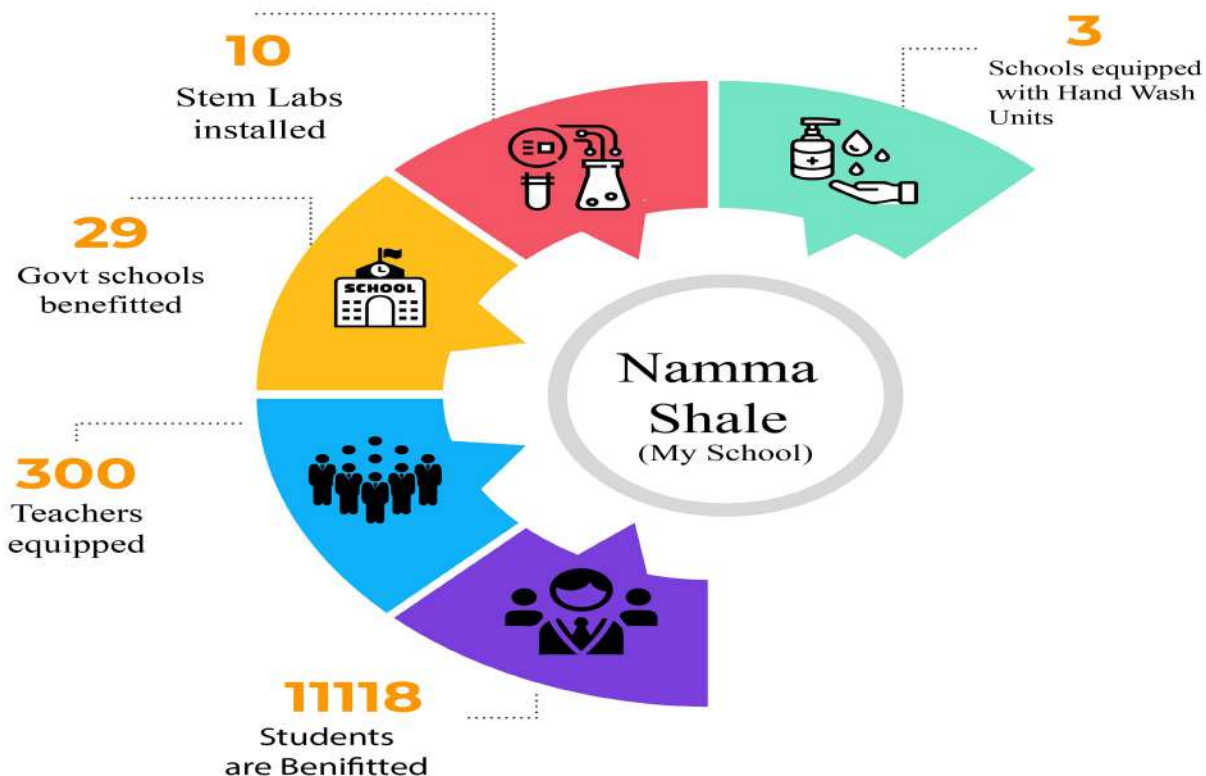 10
Stem Labs
installed
3
Schools equipped
with Hand Wash
Units
29
Govt schools
benefitted
SCHOOL
Namma
Shale
(My School)
300
Teachers
equipped
11118
Students
are Benifitted